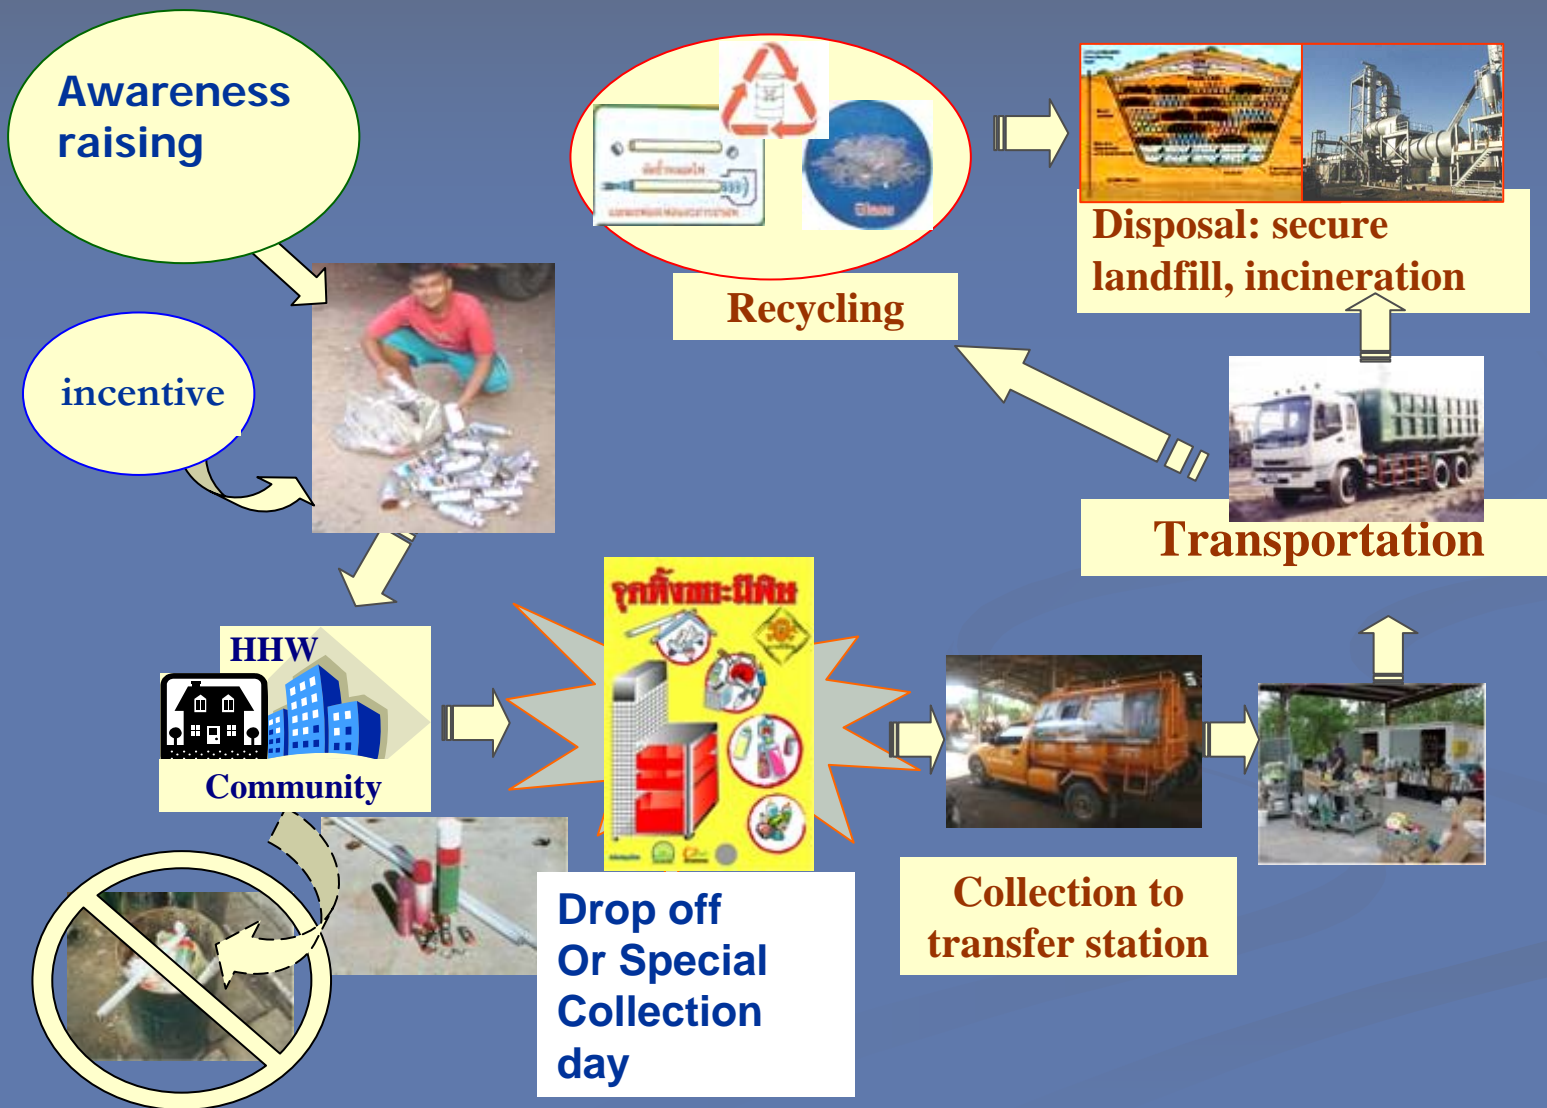 Awareness
raising
incentive
HHW
Community
จุดทิ้งขยะมีพิษ
Drop off
Or Special
Collection
day
Collection to
transfer station
Transportation
Recycling
Disposal: secure
landfill, incineration